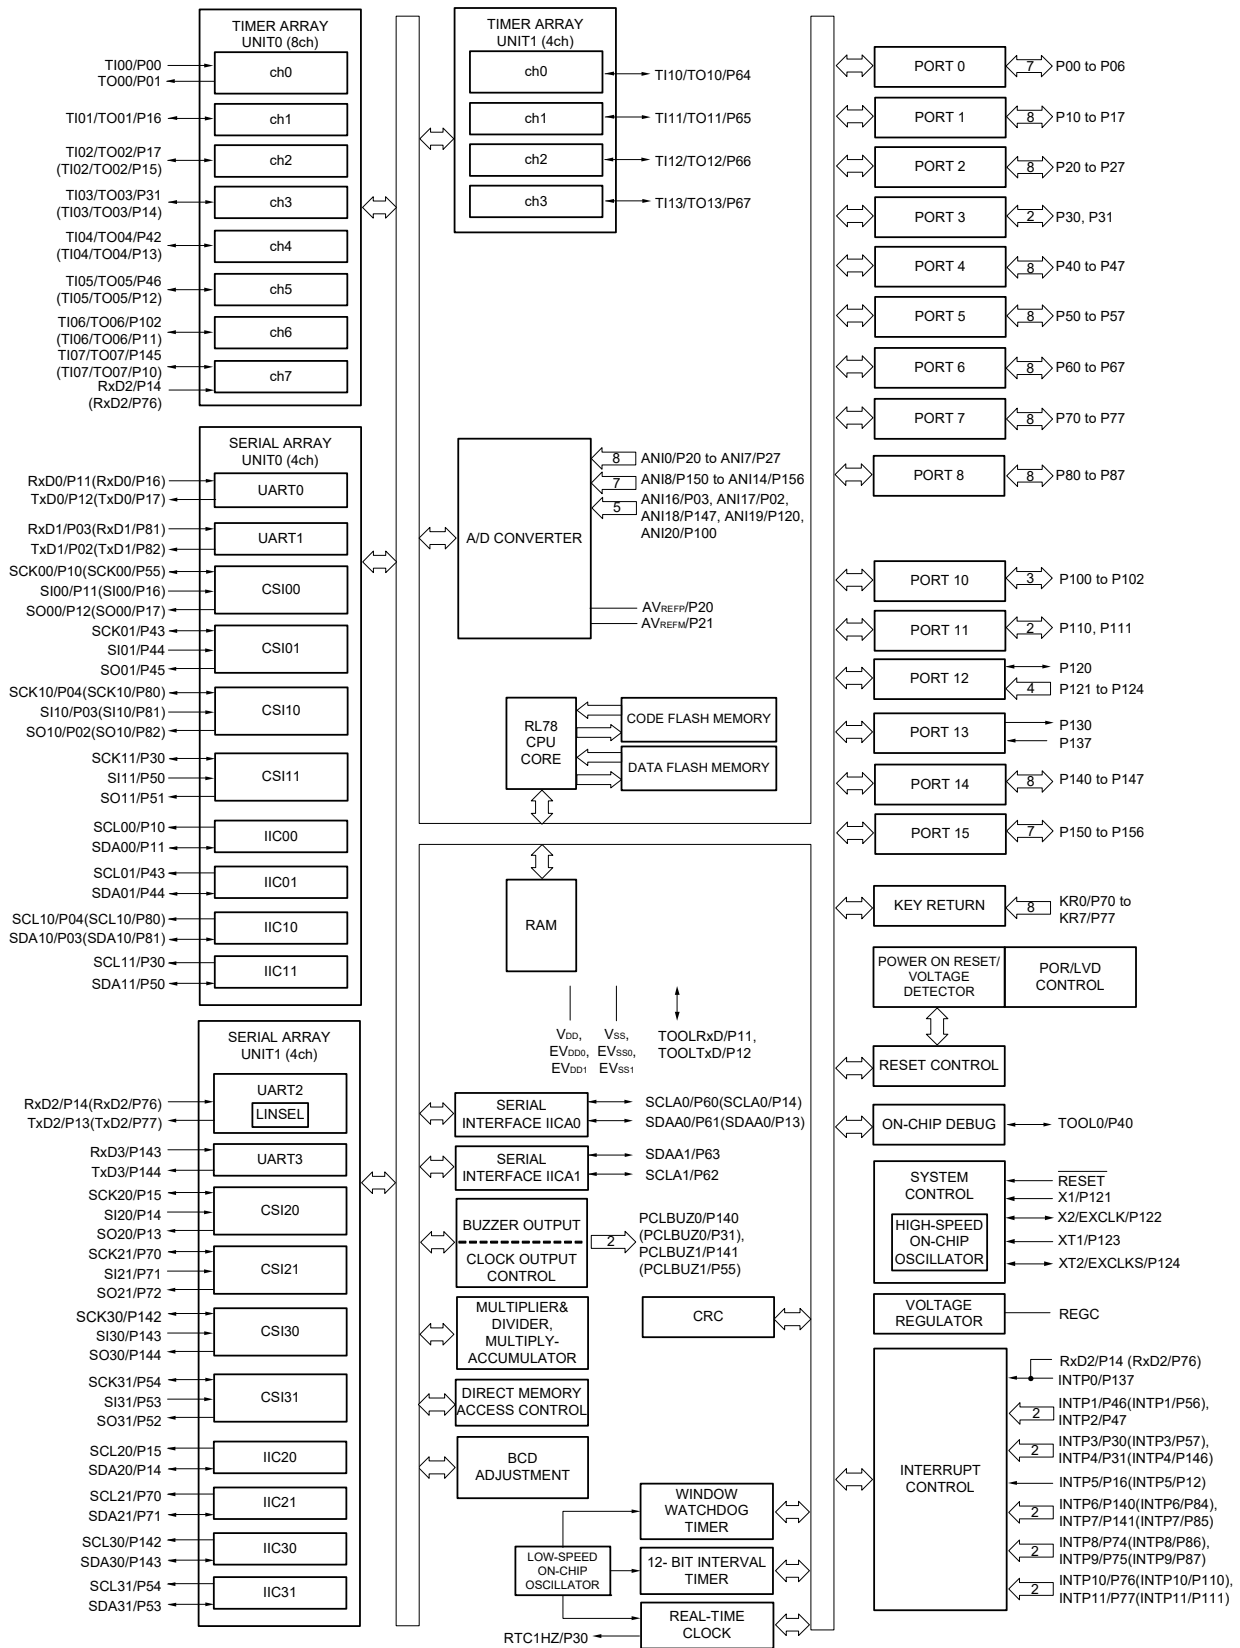 TIMER ARRAY
UNIT0 (8ch)
TI00/P00
TO00/P01
ch0
TI01/TO01/P16
ch1
TI02/TO02/P17
(TI02/TO02/P15)
ch2
TI03/TO03/P31
(TI03/TO03/P14)
ch3
TI04/TO04/P42
(TI04/TO04/P13)
ch4
TI05/TO05/P46
(TI05/TO05/P12)
ch5
TI06/TO06/P102
(TI06/TO06/P11)
ch6
TI07/TO07/P145
(TI07/TO07/P10)
ch7
RxD2/P14
(RxD2/P76)
SERIAL ARRAY
UNIT0 (4ch)
RxD0/P11(RxD0/P16)
TxD0/P12(TxD0/P17)
UART0
RxD1/P03(RxD1/P81)
TxD1/P02(TxD1/P82)
UART1
SCK00/P10(SCK00/P55)
SI00/P11(SI00/P16)
SO00/P12(SO00/P17)
CSI00
SCK01/P43
SI01/P44
SO01/P45
CSI01
SCK10/P04(SCK10/P80)
SI10/P03(SI10/P81)
SO10/P02(SO10/P82)
CSI10
SCK11/P30
SI11/P50
SO11/P51
CSI11
SCL00/P10
SDA00/P11
IIC00
SCL01/P43
SDA01/P44
IIC01
SCL10/P04(SCL10/P80)
SDA10/P03(SDA10/P81)
IIC10
SCL11/P30
SDA11/P50
IIC11
SERIAL ARRAY
UNIT1 (4ch)
RxD2/P14(RxD2/P76)
TxD2/P13(TxD2/P77)
UART2
LINSEL
RxD3/P143
TxD3/P144
UART3
SCK20/P15
SI20/P14
SO20/P13
CSI20
SCK21/P70
SI21/P71
SO21/P72
CSI21
SCK30/P142
SI30/P143
SO30/P144
CSI30
SCK31/P54
SI31/P53
SO31/P52
CSI31
SCL20/P15
SDA20/P14
IIC20
SCL21/P70
SDA21/P71
IIC21
SCL30/P142
SDA30/P143
IIC30
SCL31/P54
SDA31/P53
IIC31
TIMER ARRAY
UNIT1 (4ch)
ch0
TI10/TO10/P64
ch1
TI11/TO11/P65
ch2
TI12/TO12/P66
ch3
TI13/TO13/P67
A/D CONVERTER
8
ANI0/P20 to ANI7/P27
7
ANI8/P150 to ANI14/P156
5
ANI16/P03, ANI17/P02,
ANI18/P147, ANI19/P120,
ANI20/P100
AVREFP/P20
AVREFM/P21
RL78
CPU
CORE
CODE FLASH MEMORY
DATA FLASH MEMORY
RAM
VDD,
EVDD0,
EVDD1
VSS,
EVSS0,
EVSS1
TOOLRxD/P11,
TOOLTxD/P12
SERIAL
INTERFACE IICA0
SCLA0/P60(SCLA0/P14)
SDAA0/P61(SDAA0/P13)
SERIAL
INTERFACE IICA1
SDAA1/P63
SCLA1/P62
BUZZER OUTPUT
CLOCK OUTPUT
CONTROL
2
PCLBUZ0/P140
(PCLBUZ0/P31),
PCLBUZ1/P141
(PCLBUZ1/P55)
MULTIPLIER&
DIVIDER,
MULTIPLY-
ACCUMULATOR
CRC
DIRECT MEMORY
ACCESS CONTROL
BCD
ADJUSTMENT
WINDOW
WATCHDOG
TIMER
LOW-SPEED
ON-CHIP
OSCILLATOR
12- BIT INTERVAL
TIMER
REAL-TIME
CLOCK
RTC1HZ/P30
PORT 0
7
P00 to P06
PORT 1
8
P10 to P17
PORT 2
8
P20 to P27
PORT 3
2
P30, P31
PORT 4
8
P40 to P47
PORT 5
8
P50 to P57
PORT 6
8
P60 to P67
PORT 7
8
P70 to P77
PORT 8
8
P80 to P87
PORT 10
3
P100 to P102
PORT 11
2
P110, P111
PORT 12
P120
4
P121 to P124
PORT 13
P130
P137
PORT 14
8
P140 to P147
PORT 15
7
P150 to P156
KEY RETURN
8
KR0/P70 to
KR7/P77
POWER ON RESET/
VOLTAGE
DETECTOR
POR/LVD
CONTROL
RESET CONTROL
ON-CHIP DEBUG
TOOL0/P40
SYSTEM
CONTROL
HIGH-SPEED
ON-CHIP
OSCILLATOR
RESET
X1/P121
X2/EXCLK/P122
XT1/P123
XT2/EXCLKS/P124
VOLTAGE
REGULATOR
REGC
INTERRUPT
CONTROL
RxD2/P14 (RxD2/P76)
INTP0/P137
2
INTP1/P46(INTP1/P56),
INTP2/P47
2
INTP3/P30(INTP3/P57),
INTP4/P31(INTP4/P146)
INTP5/P16(INTP5/P12)
2
INTP6/P140(INTP6/P84),
INTP7/P141(INTP7/P85)
2
INTP8/P74(INTP8/P86),
INTP9/P75(INTP9/P87)
2
INTP10/P76(INTP10/P110),
INTP11/P77(INTP11/P111)